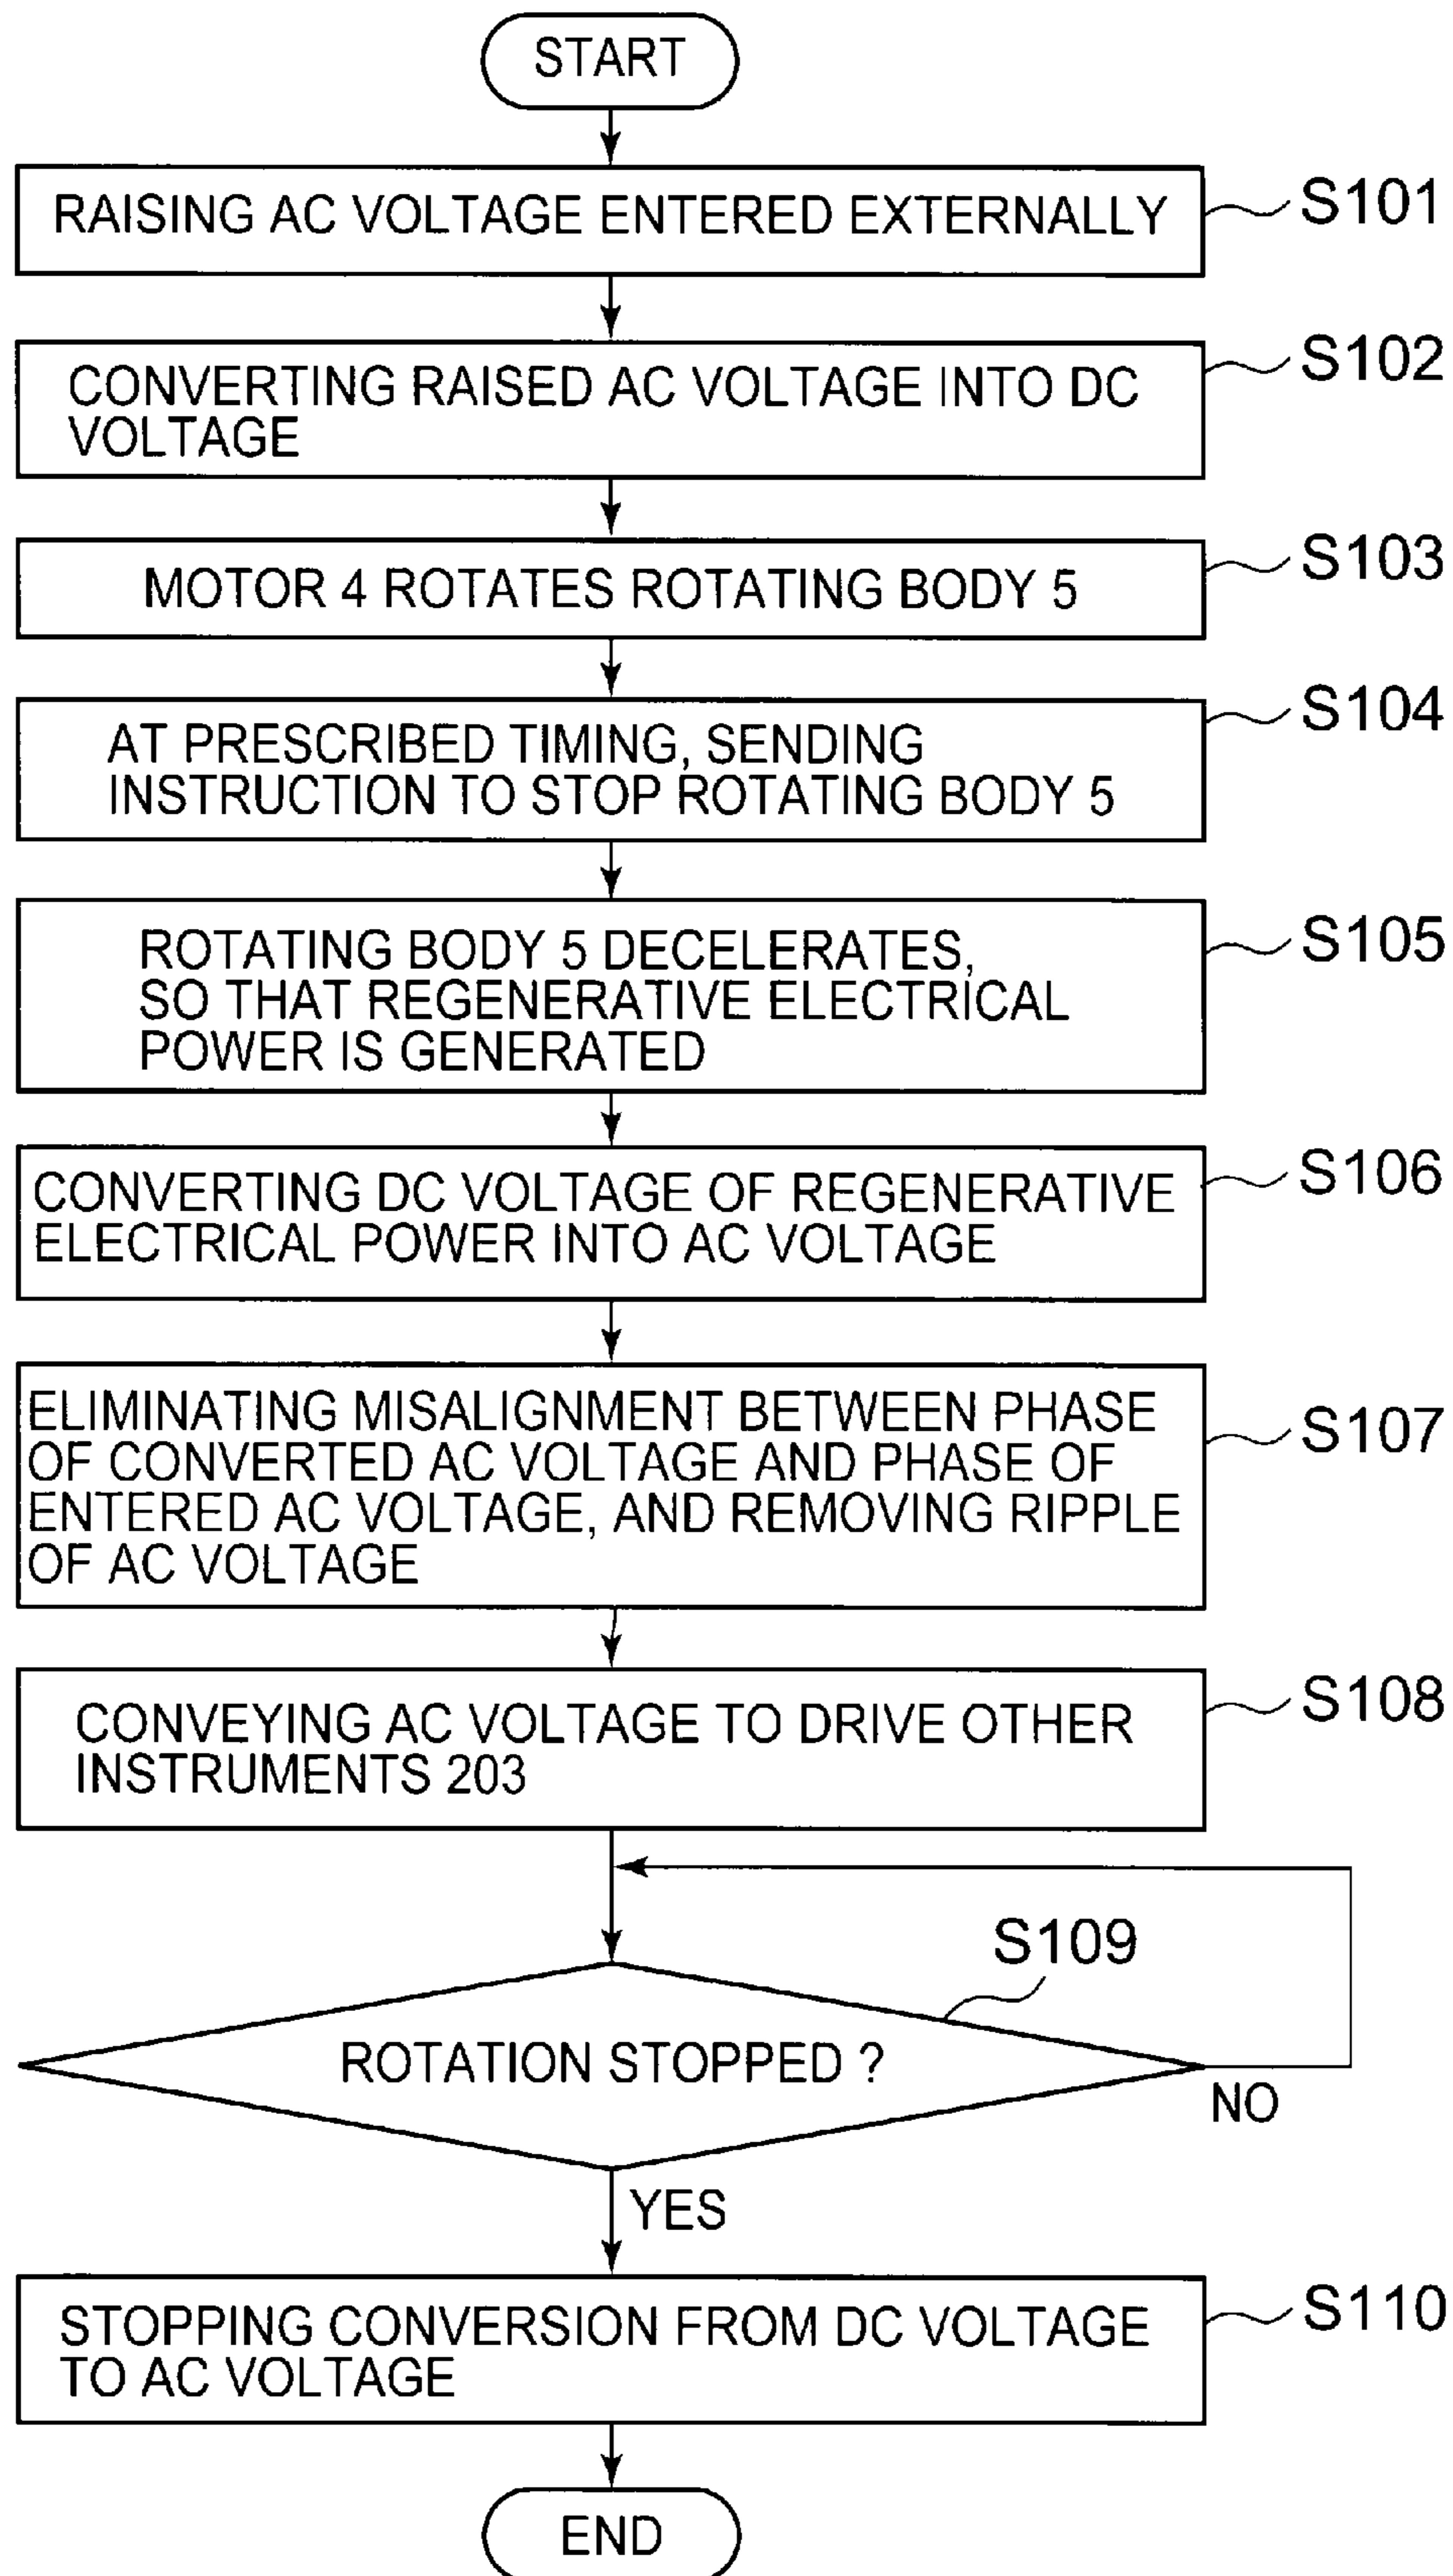 START
RAISING AC VOLTAGE ENTERED EXTERNALLY
S101
CONVERTING RAISED AC VOLTAGE INTO DC
VOLTAGE
S102
MOTOR 4 ROTATES ROTATING BODY 5
S103
AT PRESCRIBED TIMING, SENDING
INSTRUCTION TO STOP ROTATING BODY 5
S104
ROTATING BODY 5 DECELERATES,
SO THAT REGENERATIVE ELECTRICAL
POWER IS GENERATED
S105
CONVERTING DC VOLTAGE OF REGENERATIVE
ELECTRICAL POWER INTO AC VOLTAGE
S106
ELIMINATING MISALIGNMENT BETWEEN PHASE
OF CONVERTED AC VOLTAGE AND PHASE OF
ENTERED AC VOLTAGE, AND REMOVING RIPPLE
OF AC VOLTAGE
S107
CONVEYING AC VOLTAGE TO DRIVE OTHER
INSTRUMENTS 203
S108
S109
ROTATION STOPPED ?
NO
YES
STOPPING CONVERSION FROM DC VOLTAGE
TO AC VOLTAGE
S110
END